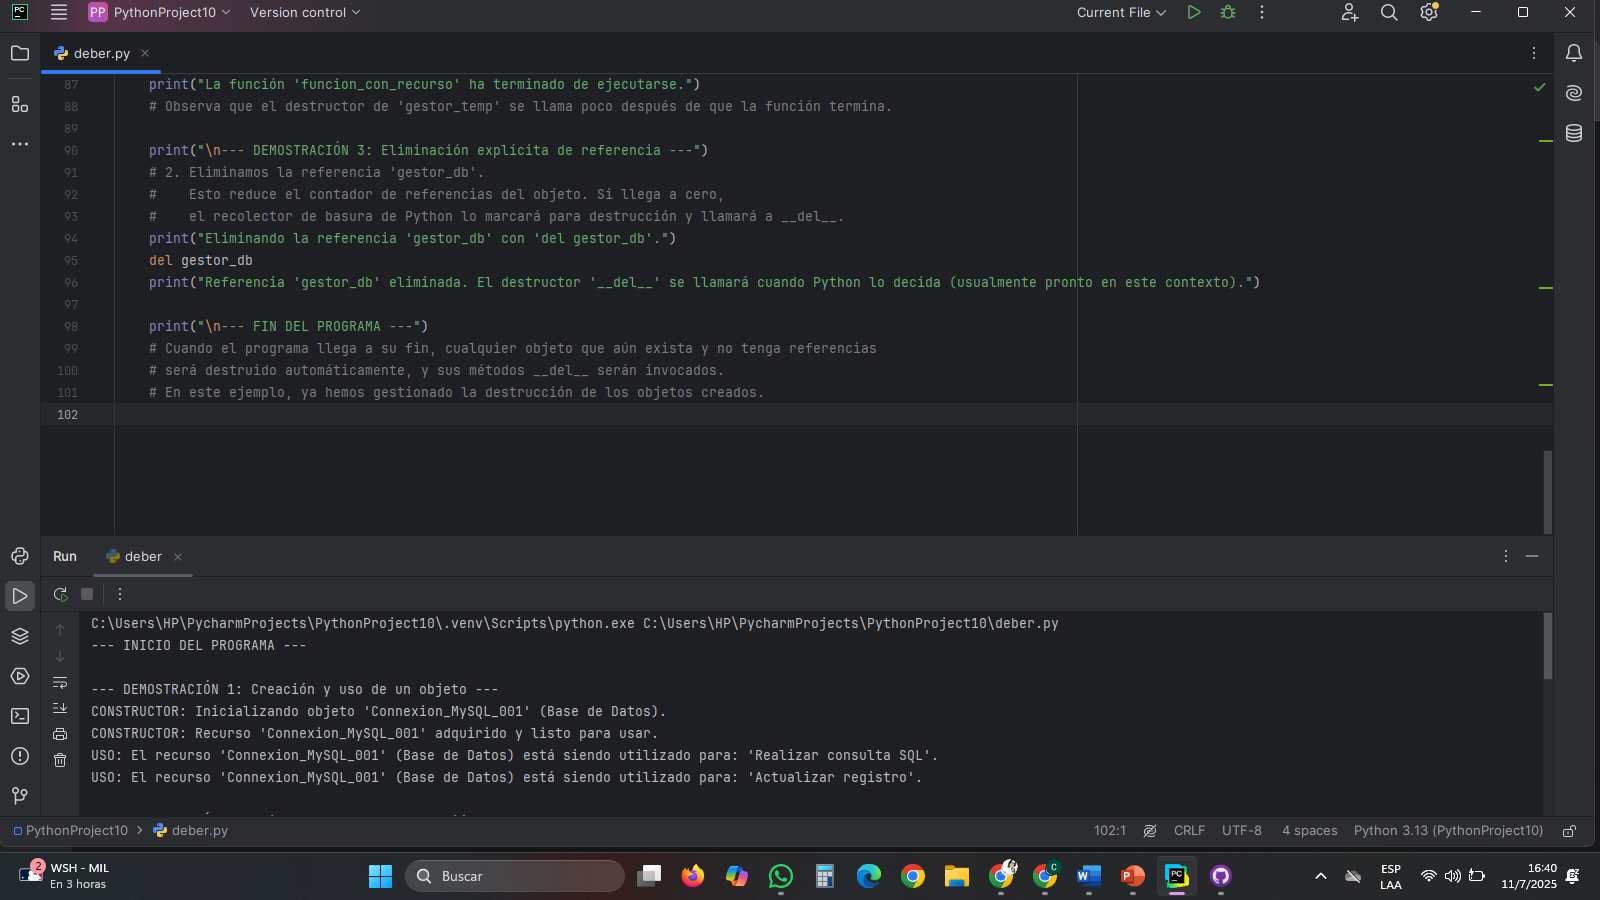 PC
PP PythonProject10
Version control
Current File
deber.py
87 print("La función 'funcion_con_recurso' ha terminado de ejecutarse.")
88 # Observa que el destructor de 'gestor_temp' se llama poco después de que la función termina.
89
90 print("\n--- DEMOSTRACIÓN 3: Eliminación explícita de referencia ---")
91 # 2. Eliminamos la referencia 'gestor_db'.
92 #    Esto reduce el contador de referencias del objeto. Si llega a cero,
93 #    el recolector de basura de Python lo marcará para destrucción y llamará a __del__.
94 print("Eliminando la referencia 'gestor_db' con 'del gestor_db'.")
95 del gestor_db
96 print("Referencia 'gestor_db' eliminada. El destructor '__del__' se llamará cuando Python lo decida (usualmente pronto en este contexto).")
97
98 print("\n--- FIN DEL PROGRAMA ---")
99 # Cuando el programa llega a su fin, cualquier objeto que aún exista y no tenga referencias
100 # será destruido automáticamente, y sus métodos __del__ serán invocados.
101 # En este ejemplo, ya hemos gestionado la destrucción de los objetos creados.
102
Run deber
C:\Users\HP\PycharmProjects\PythonProject10\.venv\Scripts\python.exe C:\Users\HP\PycharmProjects\PythonProject10\deber.py
--- INICIO DEL PROGRAMA ---
--- DEMOSTRACIÓN 1: Creación y uso de un objeto ---
CONSTRUCTOR: Inicializando objeto 'Connexion_MySQL_001' (Base de Datos).
CONSTRUCTOR: Recurso 'Connexion_MySQL_001' adquirido y listo para usar.
USO: El recurso 'Connexion_MySQL_001' (Base de Datos) está siendo utilizado para: 'Realizar consulta SQL'.
USO: El recurso 'Connexion_MySQL_001' (Base de Datos) está siendo utilizado para: 'Actualizar registro'.
PythonProject10 > deber.py
102:1 CRLF UTF-8 4 spaces Python 3.13 (PythonProject10)
2
WSH - MIL
En 3 horas
Buscar
C
W
P
PC
ESP
LAA
16:40
11/7/2025